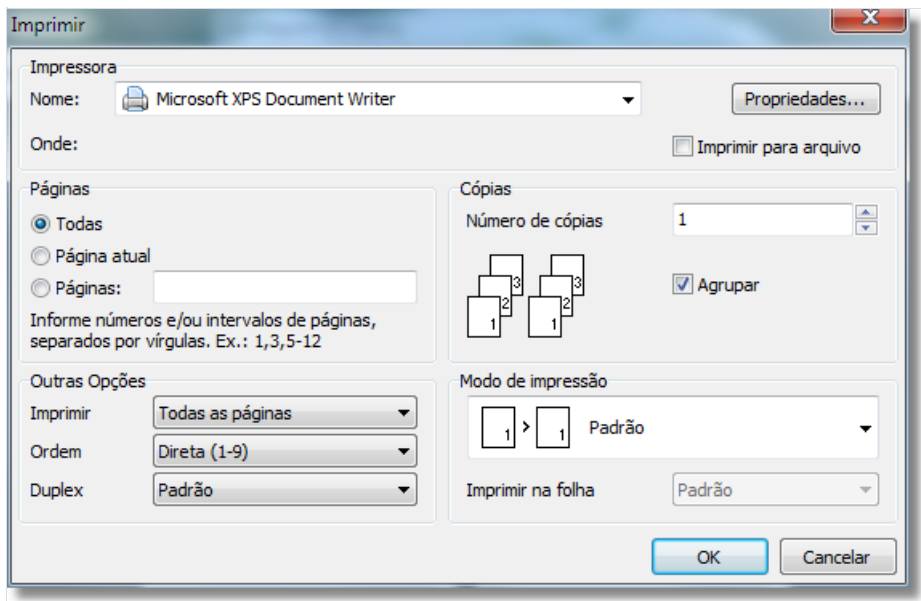 Imprimir
Impressora
Nome: Microsoft XPS Document Writer Propriedades...
Onde: Imprimir para arquivo
Páginas
Todas
Página atual
Páginas:
Informe números e/ou intervalos de páginas,
separados por vírgulas. Ex.: 1,3,5-12
Cópias
Número de cópias 1
3 3
2 2
1 1
Agrupar
Outras Opções
Imprimir Todas as páginas
Ordem Direta (1-9)
Duplex Padrão
Modo de impressão
1 > 1 Padrão
Imprimir na folha Padrão
OK Cancelar